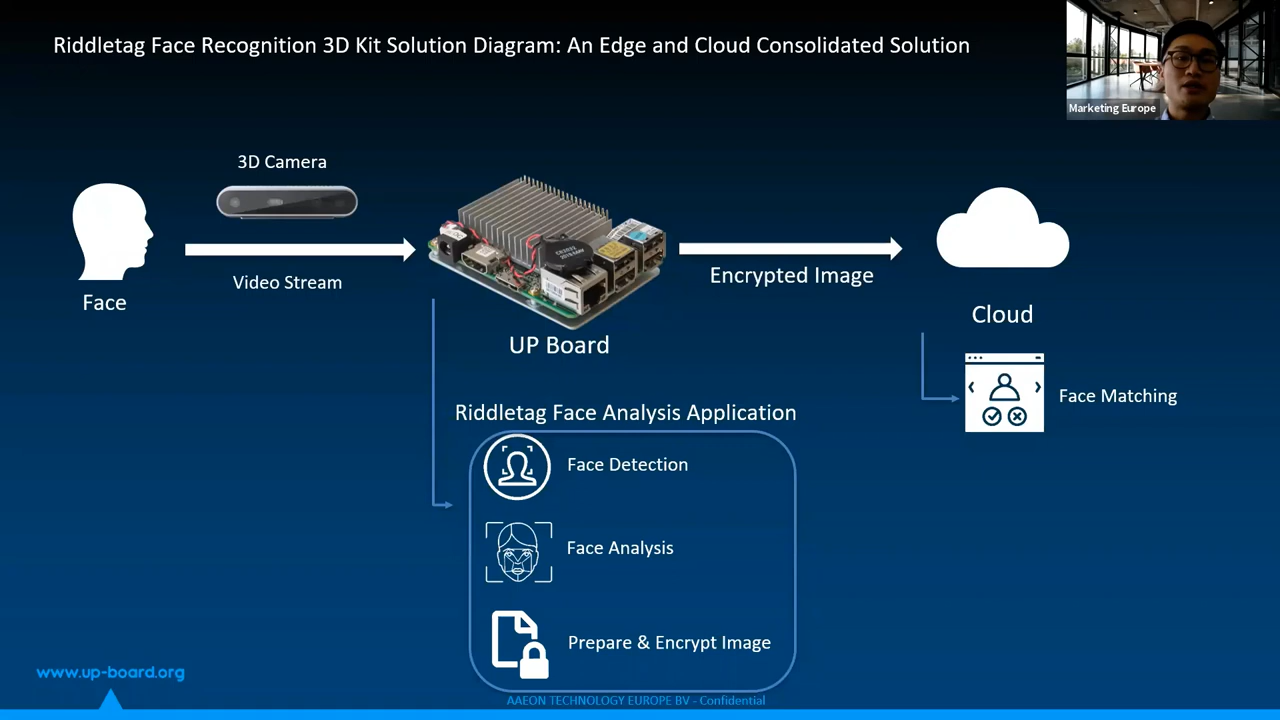 Riddletag Face Recognition 3D Kit Solution Diagram: An Edge and Cloud Consolidated Solution
Marketing Europe
3D Camera
Video Stream
Face
UP Board
Encrypted Image
Cloud
Face Matching
Riddletag Face Analysis Application
Face Detection
Face Analysis
Prepare & Encrypt Image
www.up-board.org
AAEON TECHNOLOGY EUROPE BV - Confidential